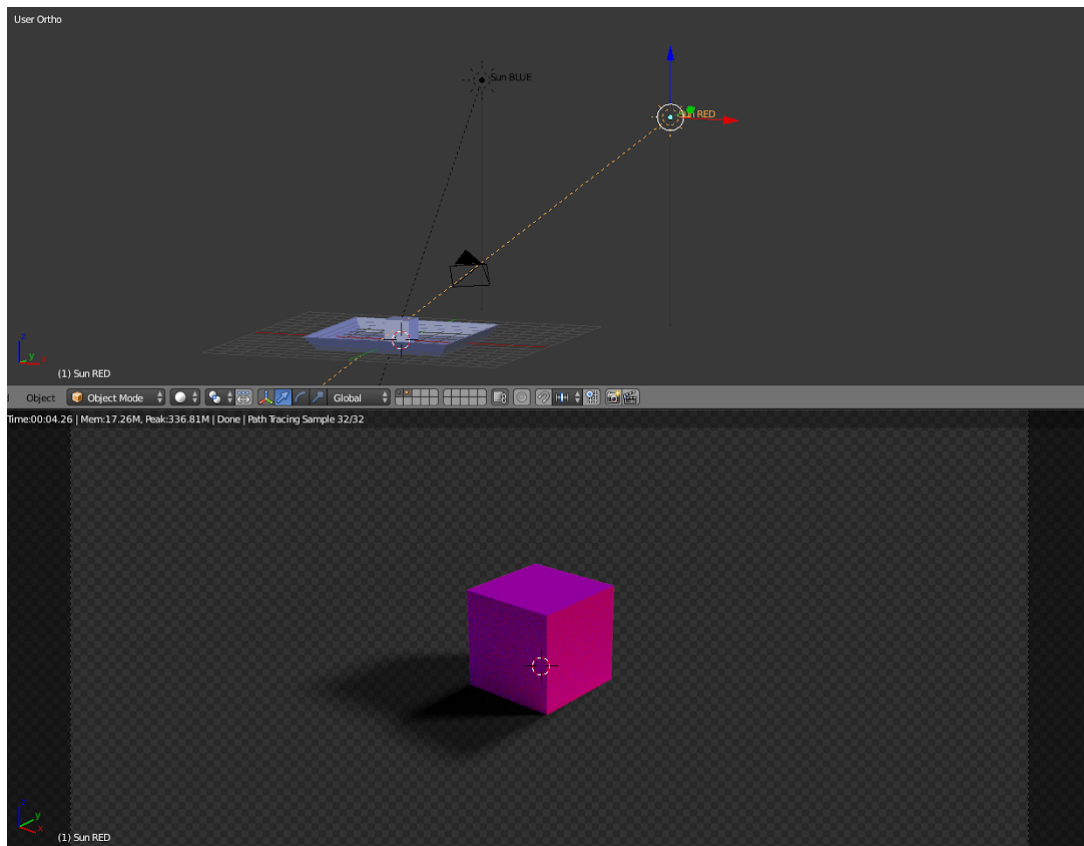 User Ortho
Sun BLUE
Sun RED
z
y
x
(1) Sun RED
Object Object Mode Global
Time:00:04.26 | Mem:17.26M, Peak:336.81M | Done | Path Tracing Sample 32/32
z
y
x
(1) Sun RED